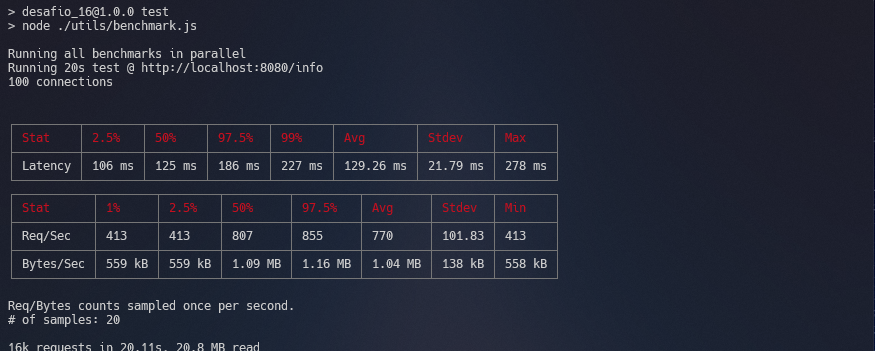 > desafio_16@1.0.0 test
> node ./utils/benchmark.js
Running all benchmarks in parallel
Running 20s test @ http://localhost:8080/info
100 connections
Stat 2.5% 50% 97.5% 99% Avg Stdev Max
Latency 106 ms 125 ms 186 ms 227 ms 129.26 ms 21.79 ms 278 ms
Stat 1% 2.5% 50% 97.5% Avg Stdev Min
Req/Sec 413 413 807 855 770 101.83 413
Bytes/Sec 559 kB 559 kB 1.09 MB 1.16 MB 1.04 MB 138 kB 558 kB
Req/Bytes counts sampled once per second.
# of samples: 20
16k requests in 20.11s, 20.8 MB read